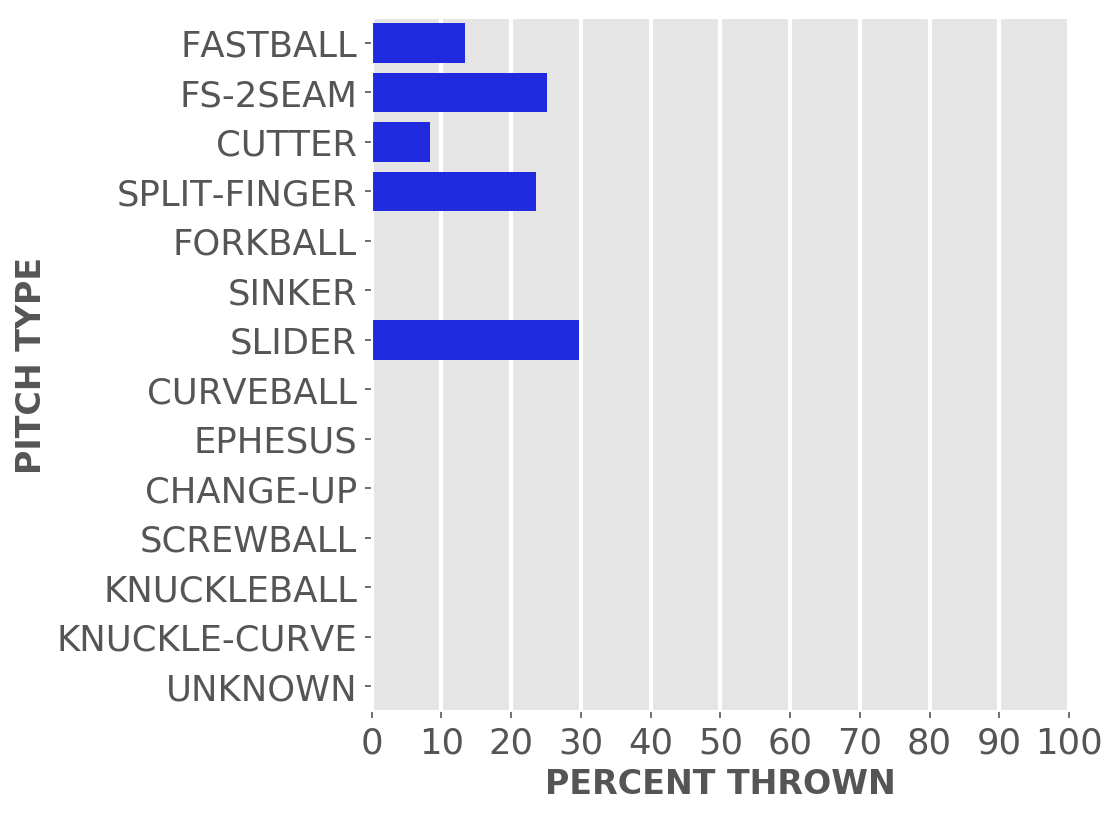 FASTBALL
FS-2SEAM
CUTTER
SPLIT-FINGER
FORKBALL
SINKER
SLIDER
CURVEBALL
EPHESUS
CHANGE-UP
SCREWBALL
KNUCKLEBALL
KNUCKLE-CURVE
UNKNOWN
PITCH TYPE
0 10 20 30 40 50 60 70 80 90 100
PERCENT THROWN